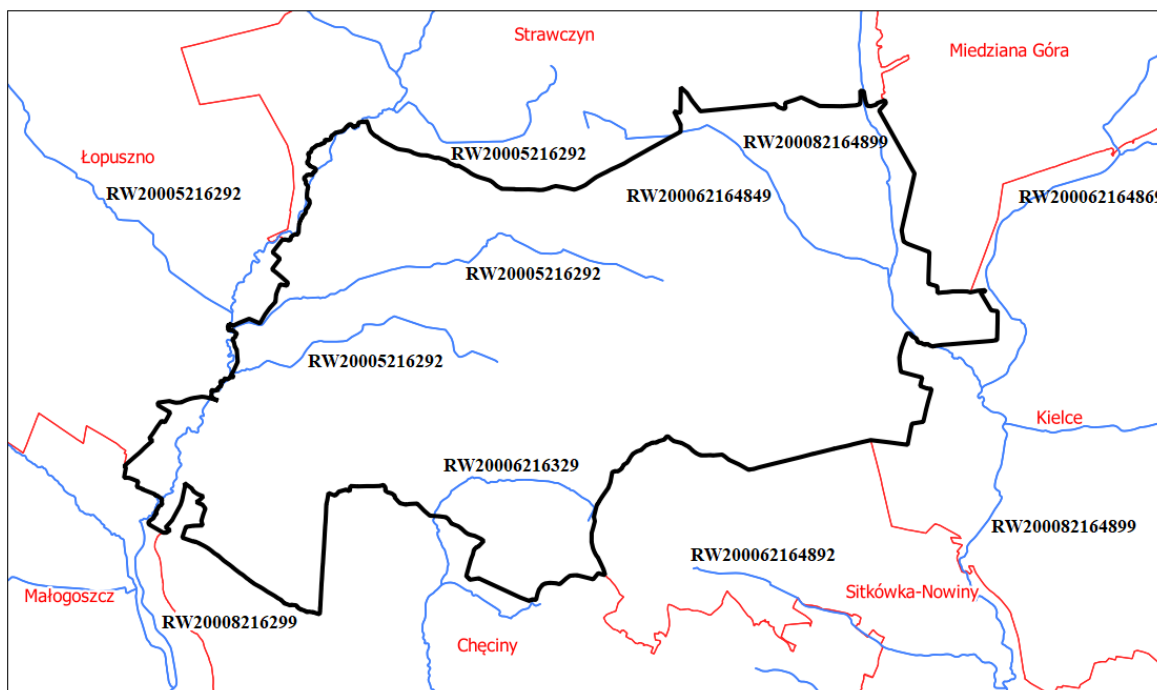 Strawczyn
Miedziana Góra
RW200082164899
RW20005216292
Łopuszno
RW20005216292
RW200062164849
RW200062164869
RW20005216292
RW20005216292
Kielce
RW20006216329
RW200082164899
RW200062164892
Małogoszcz
Sitkówka-Nowiny
RW20008216299
Chęciny